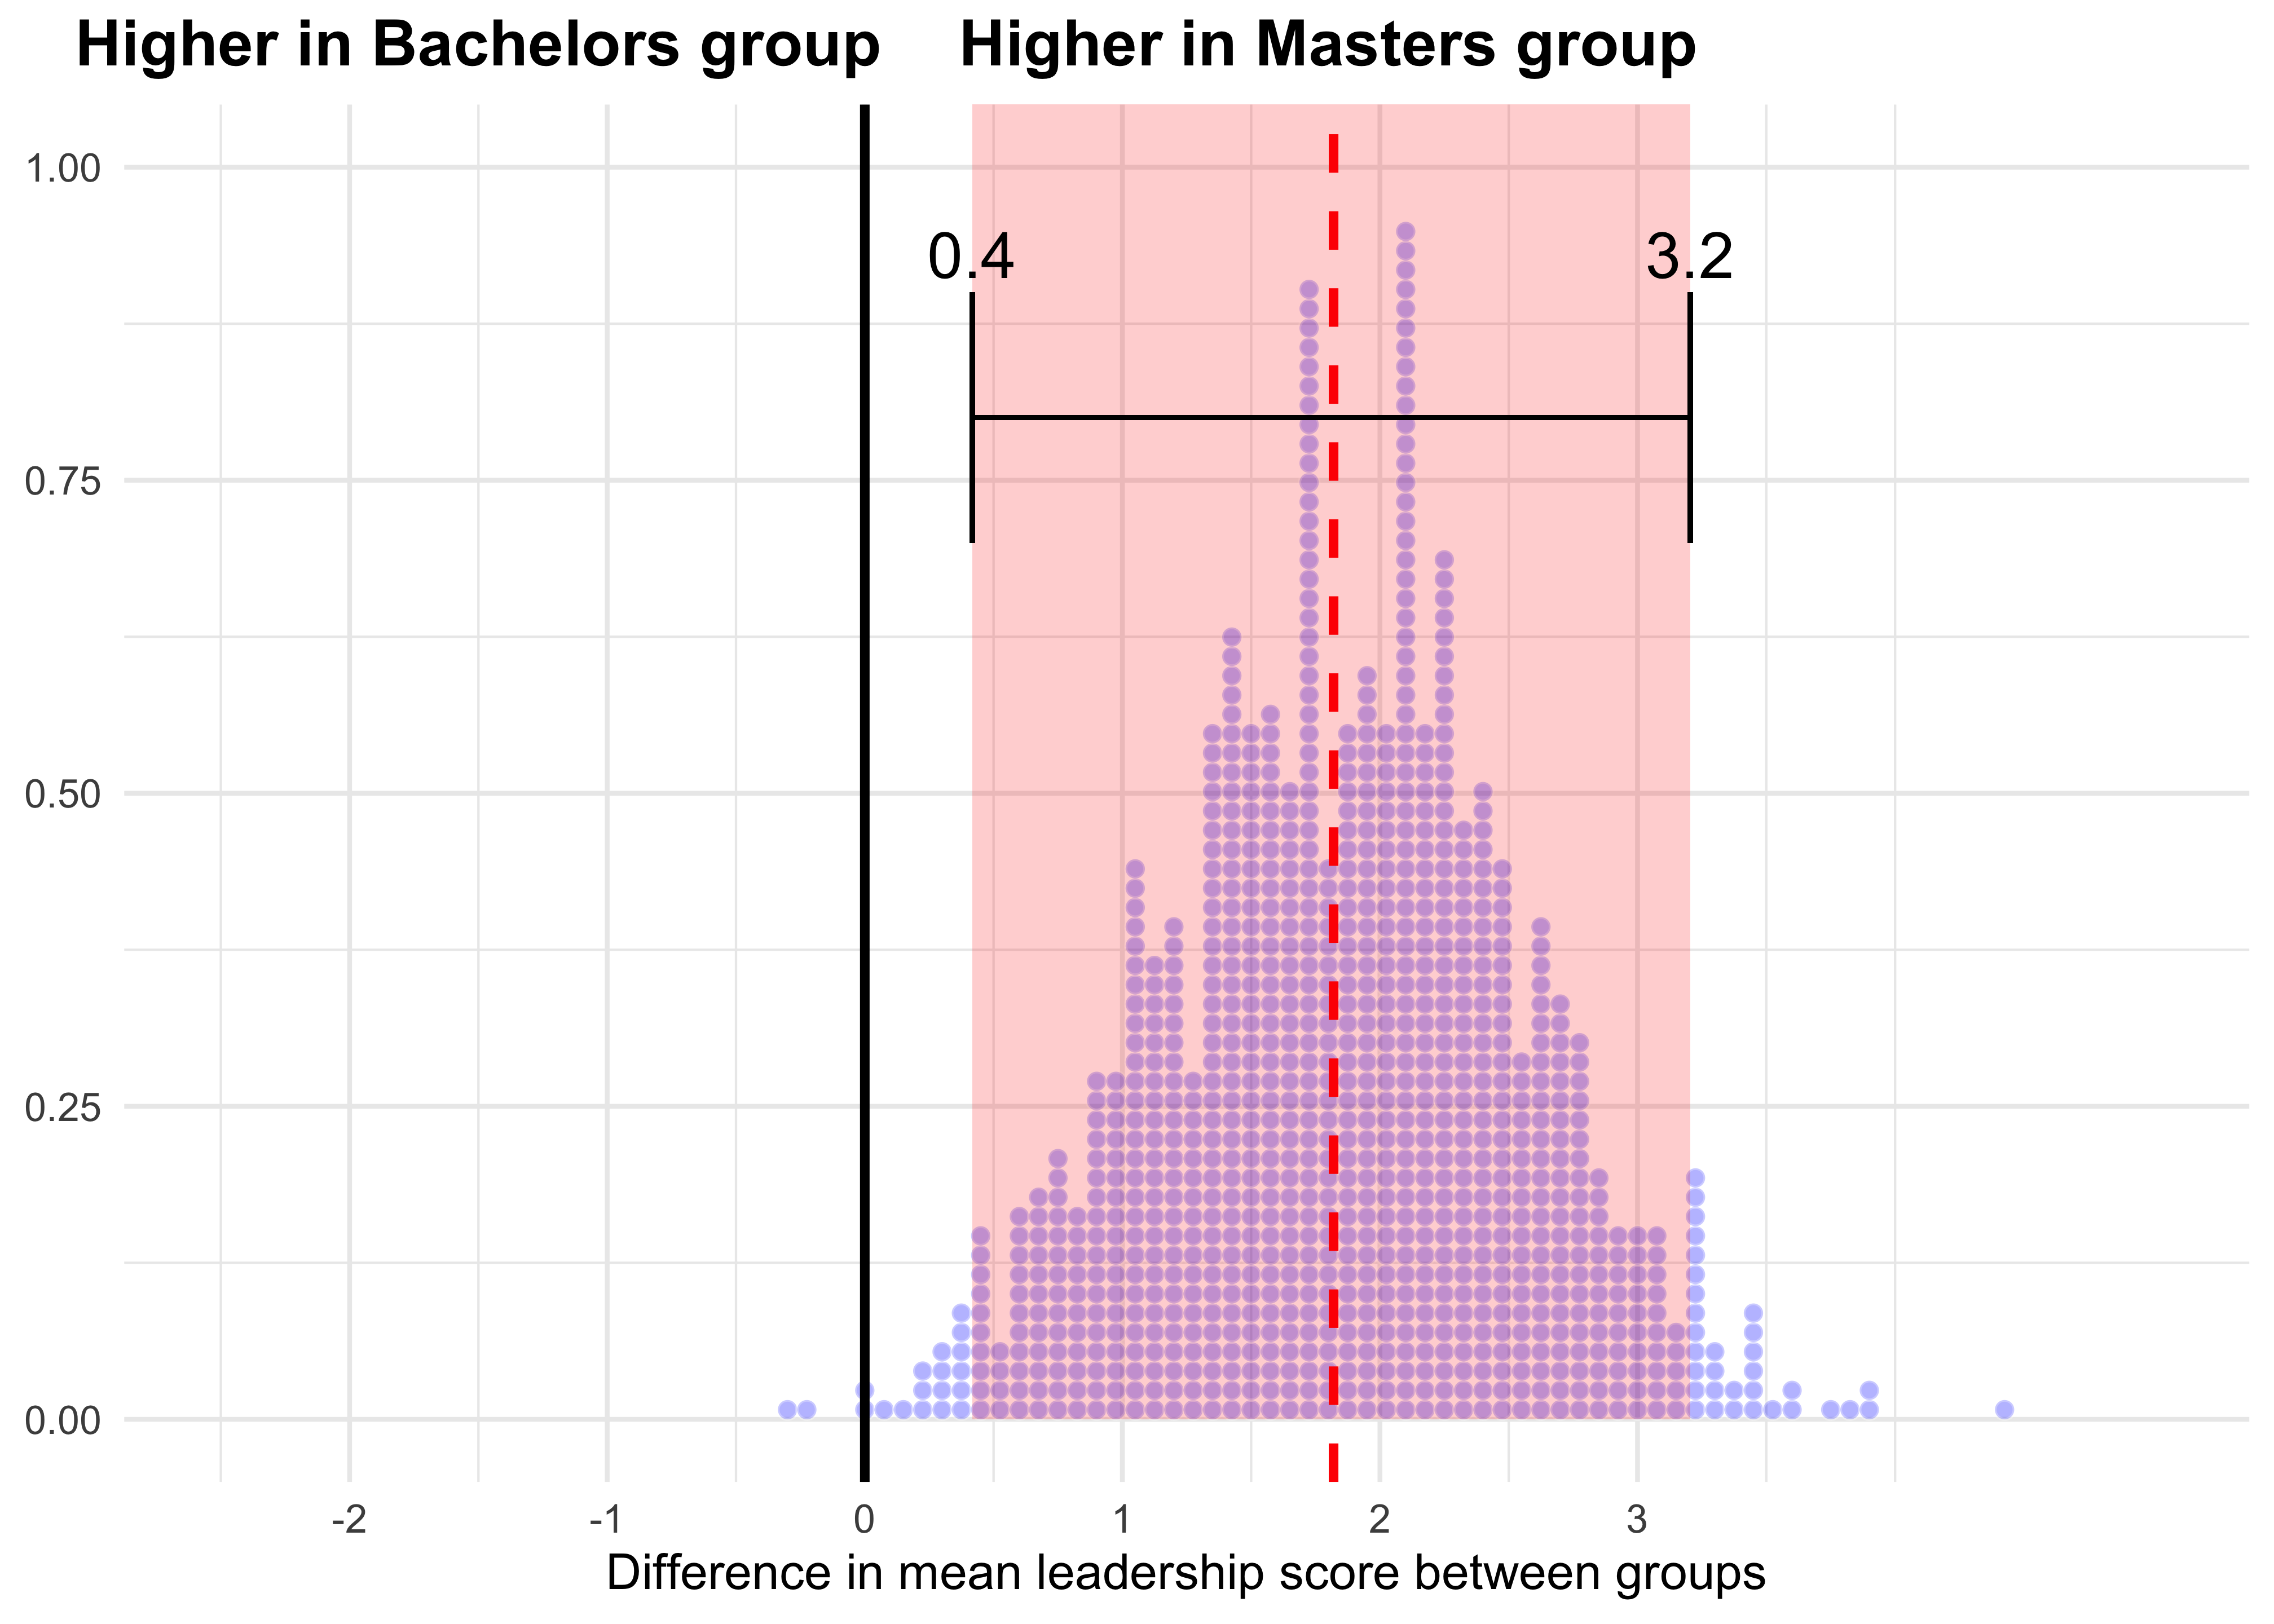 Higher in Bachelors group Higher in Masters group
1.00
0.4 3.2
0.75
0.50
0.25
0.00
-2 -1 0 1 2 3
Difference in mean leadership score between groups